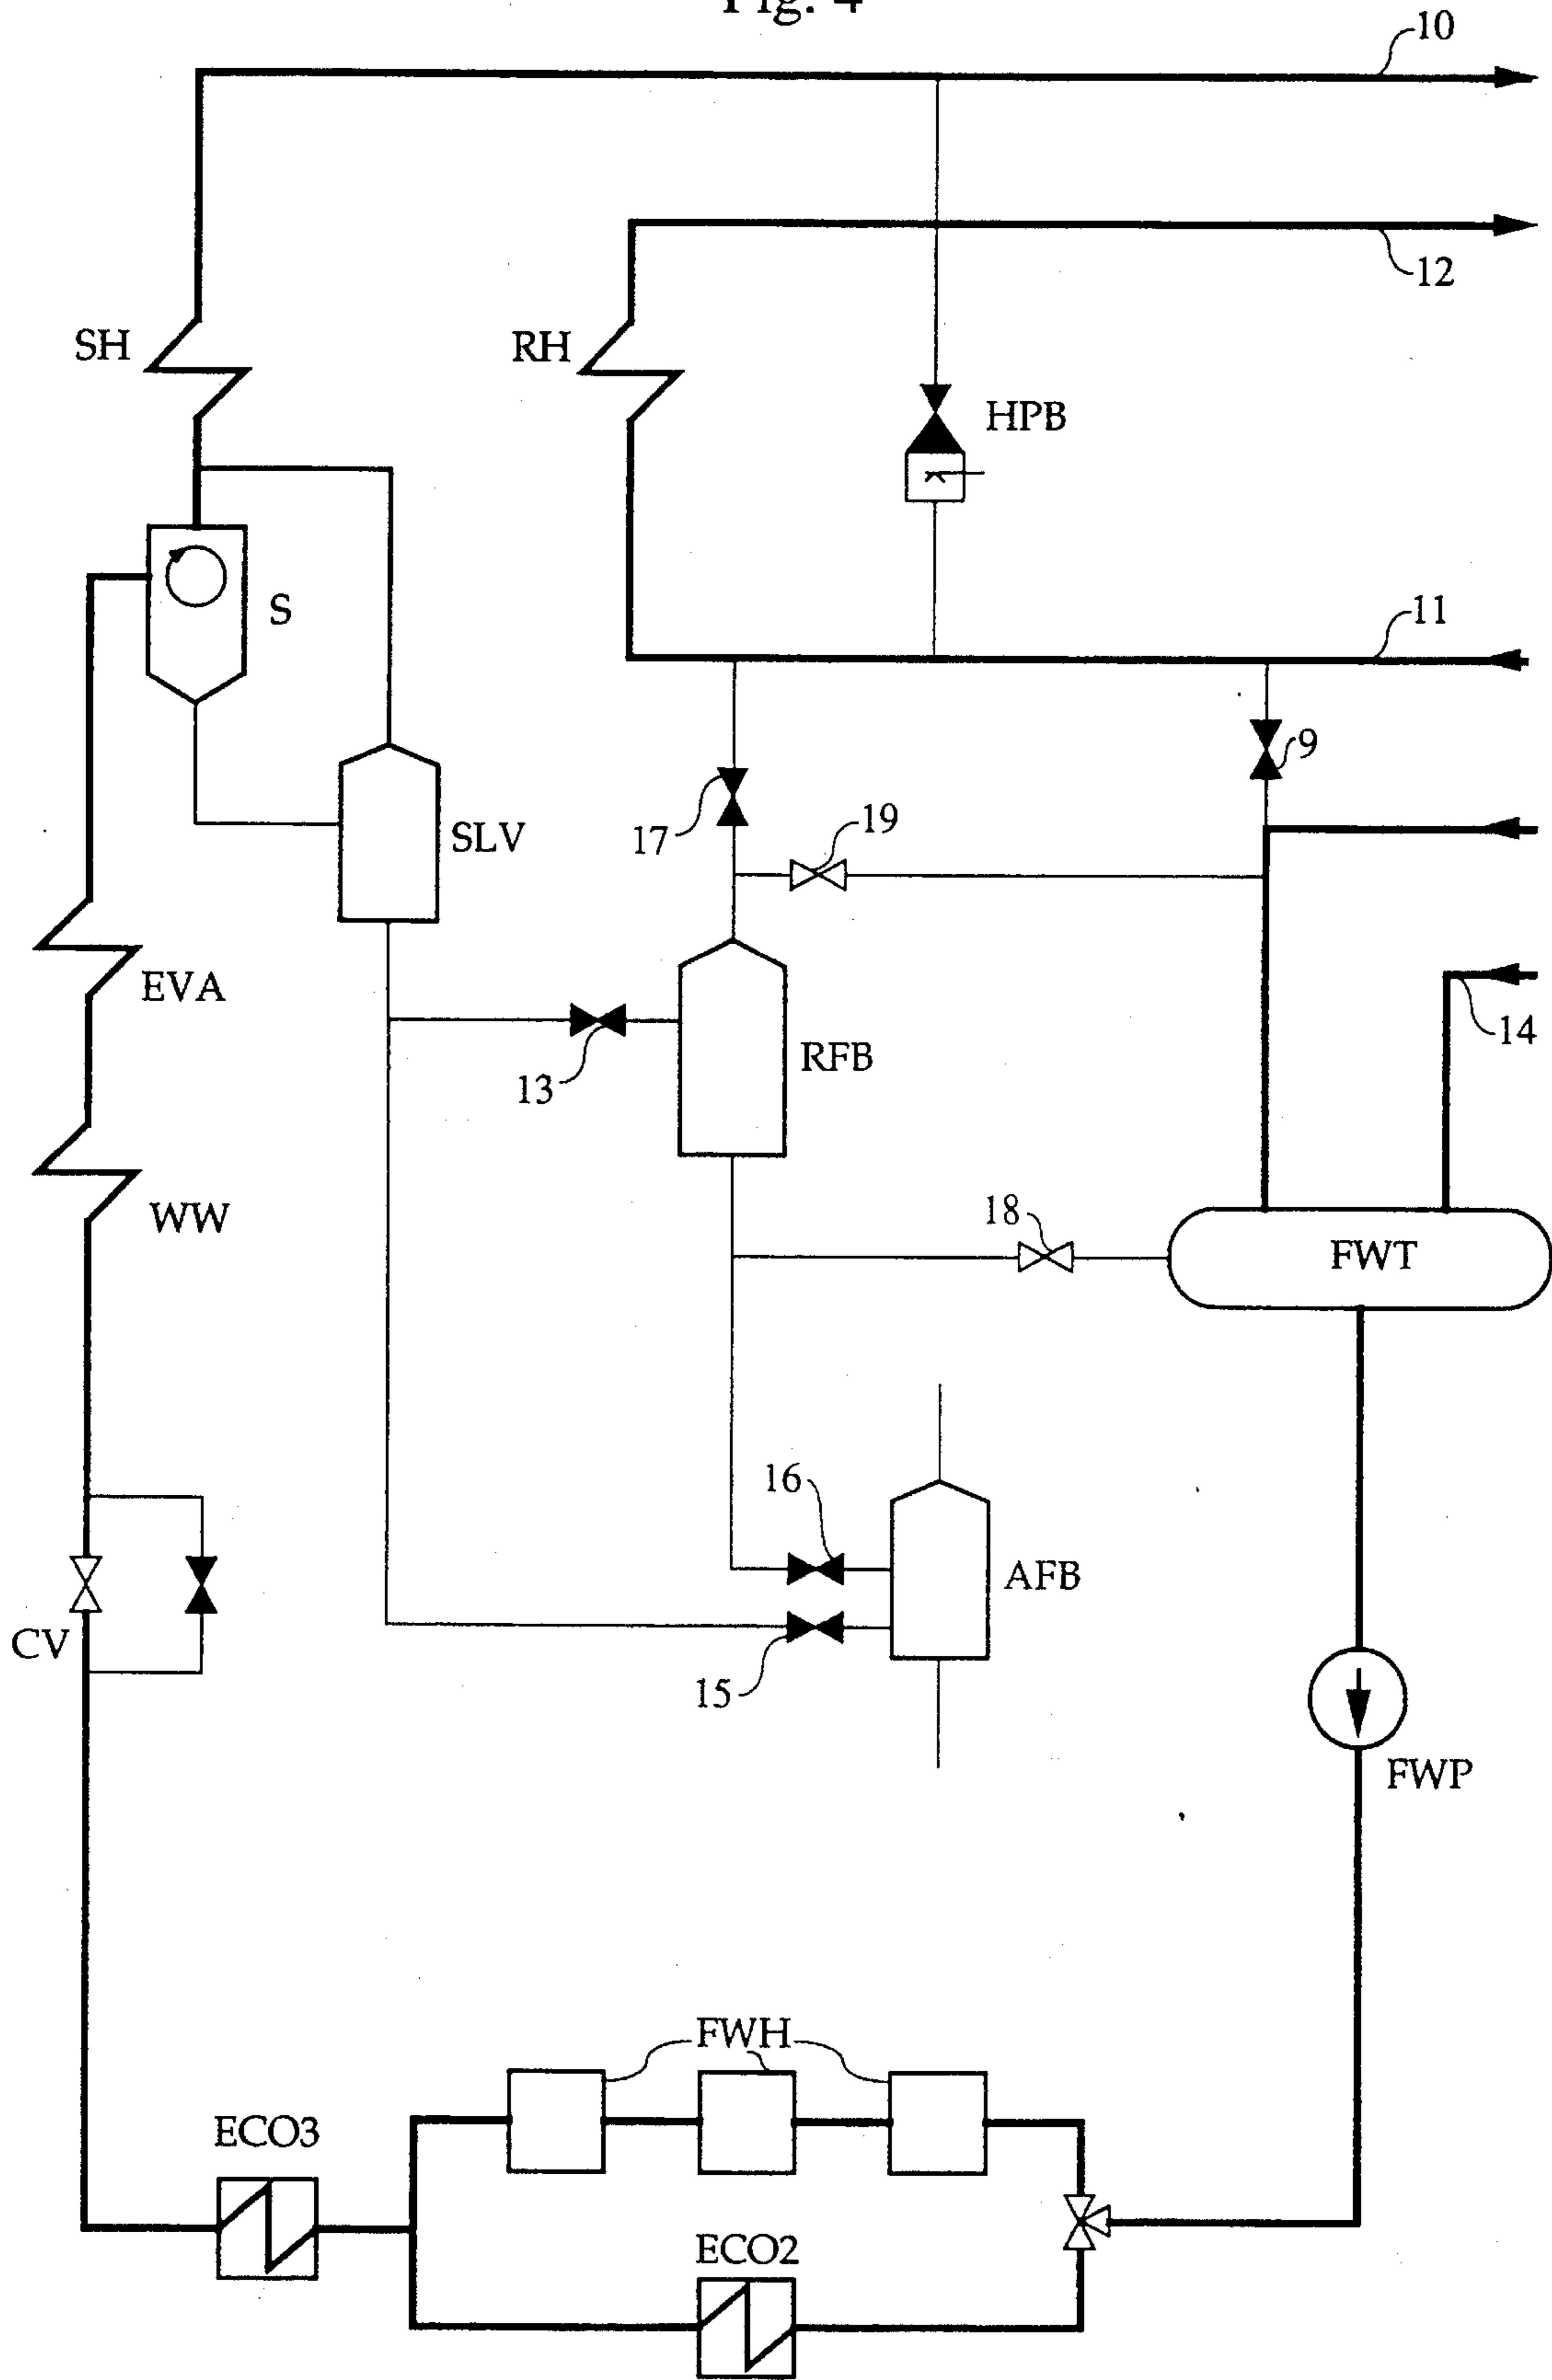 Fig. 4
10
12
SH
RH
HPB
11
S
9
17
19
SLV
EVA
14
RFB
13
WW
18
FWT
16
AFB
CV
15
FWP
FWH
ECO3
ECO2